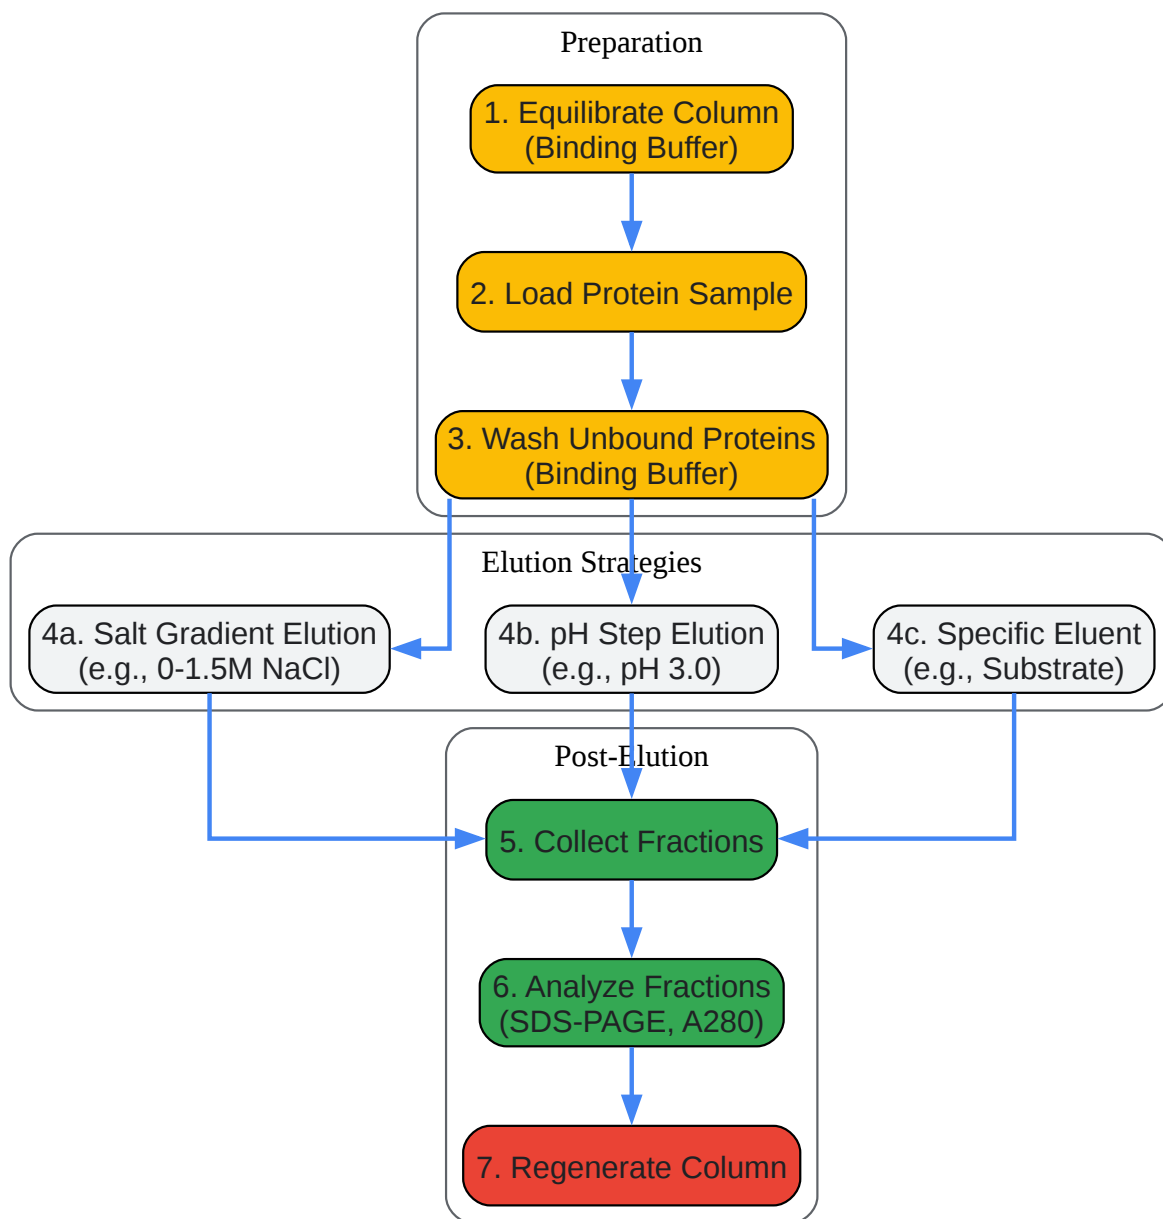 Preparation
1. Equilibrate Column
(Binding Buffer)
2. Load Protein Sample
3. Wash Unbound Proteins
(Binding Buffer)
Elution Strategies
4a. Salt Gradient Elution
(e.g., 0-1.5M NaCl)
4b. pH Step Elution
(e.g., pH 3.0)
4c. Specific Eluent
(e.g., Substrate)
Post-Elution
5. Collect Fractions
6. Analyze Fractions
(SDS-PAGE, A280)
7. Regenerate Column